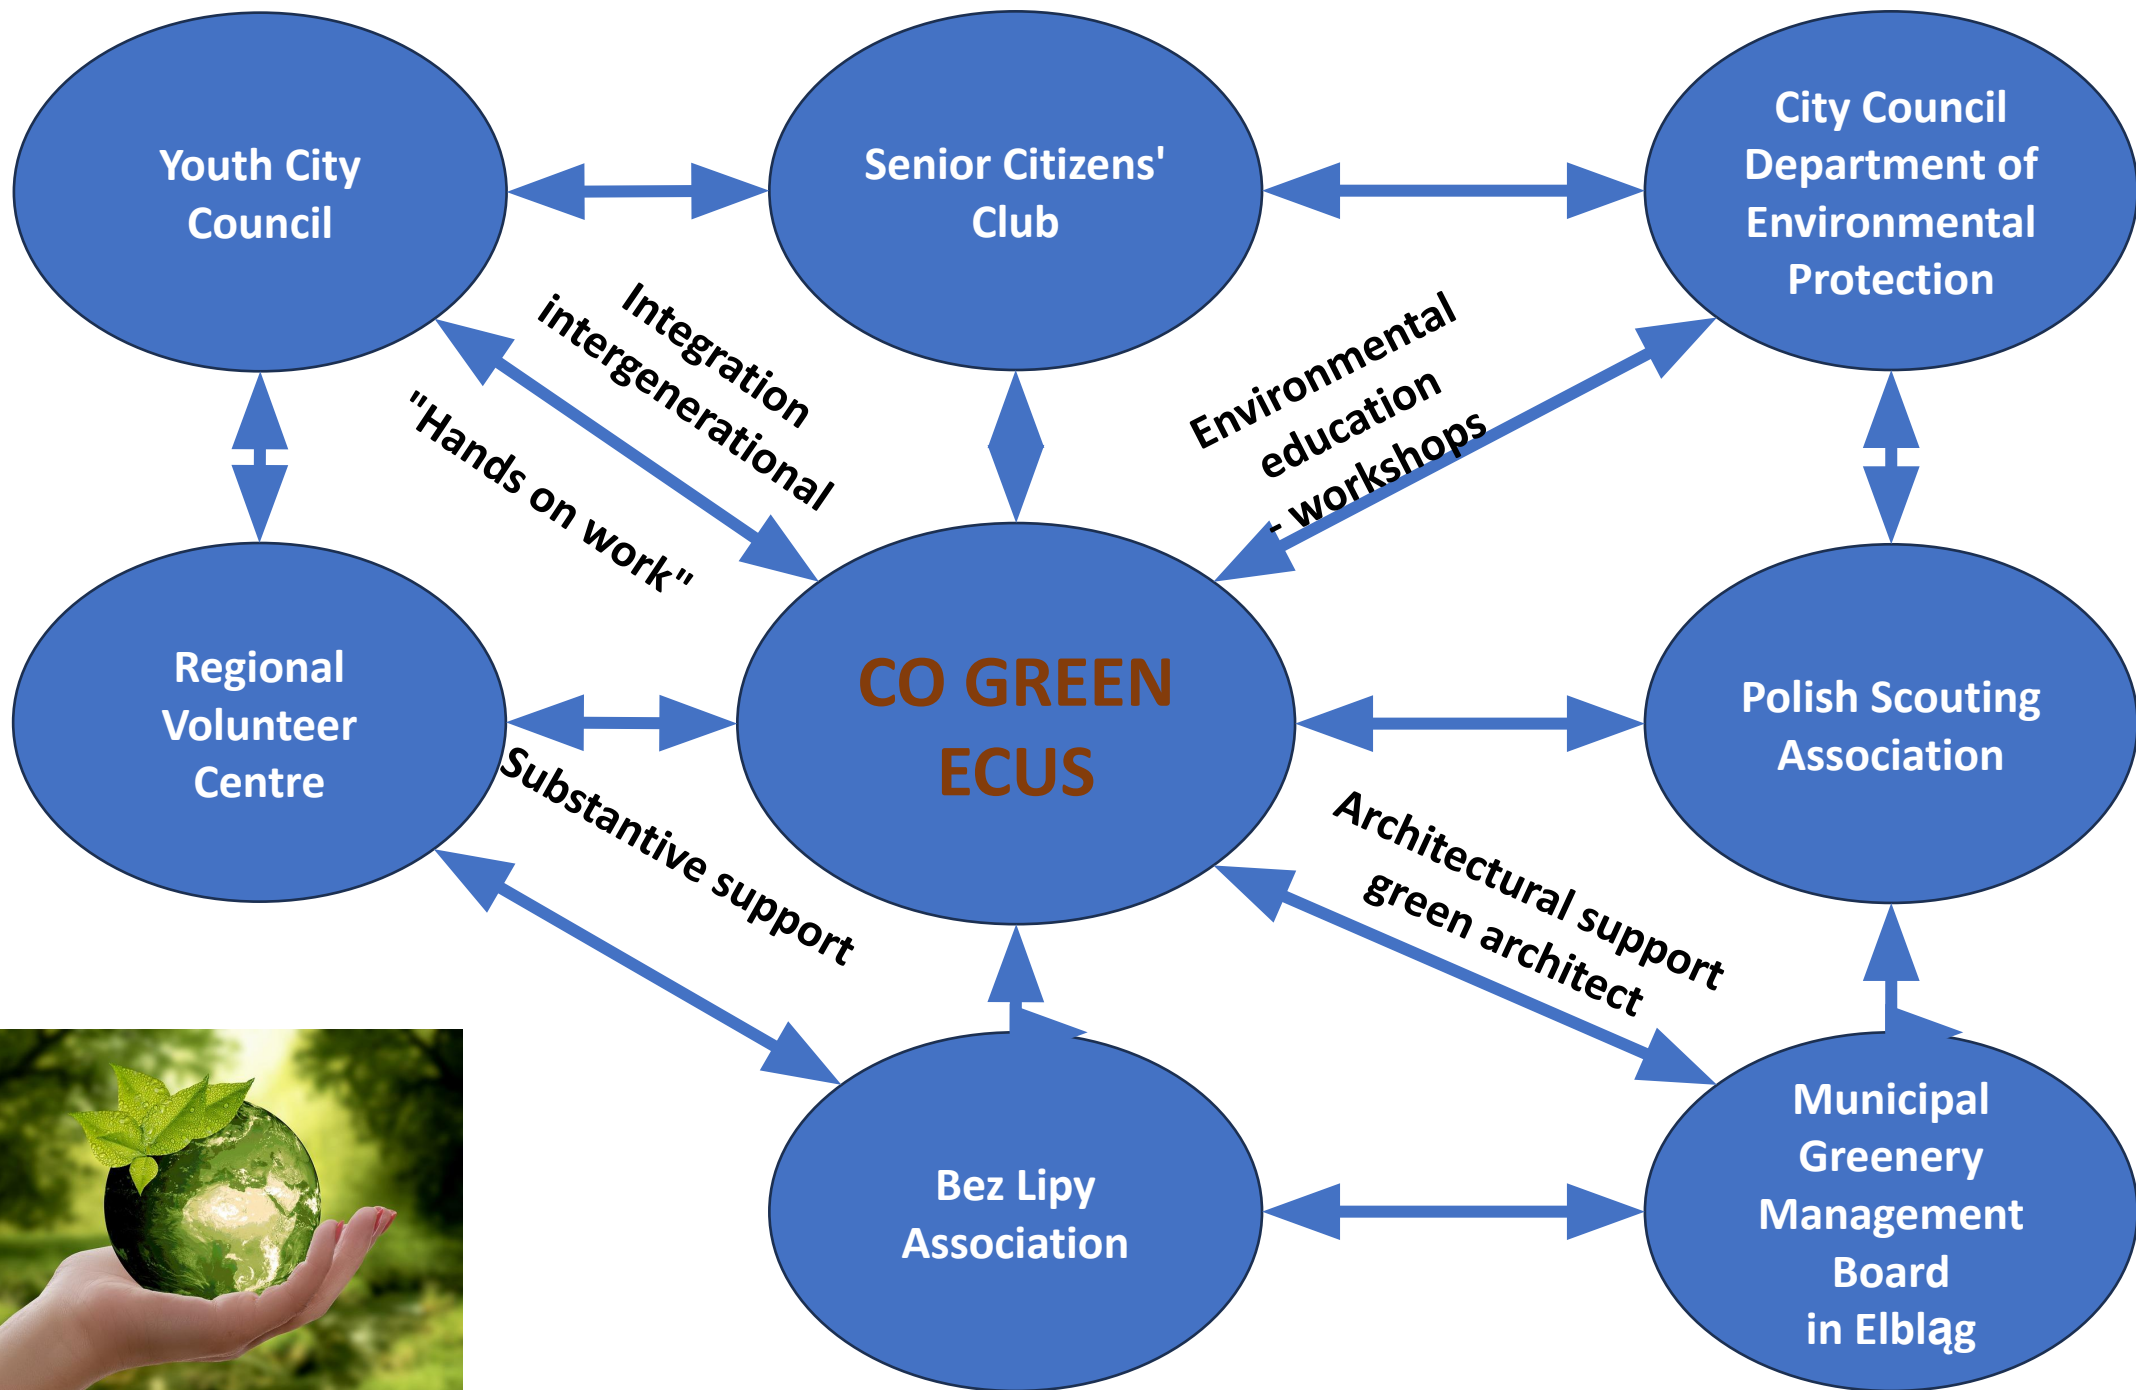 Youth City
Council
Senior Citizens'
Club
City Council
Department of
Environmental
Protection
Integration
intergenerational
"Hands on work"
Environmental
education
- workshops
Regional
Volunteer
Centre
CO GREEN
ECUS
Polish Scouting
Association
Substantive support
Architectural support
green architect
Bez Lipy
Association
Municipal
Greenery
Management
Board
in Elbląg